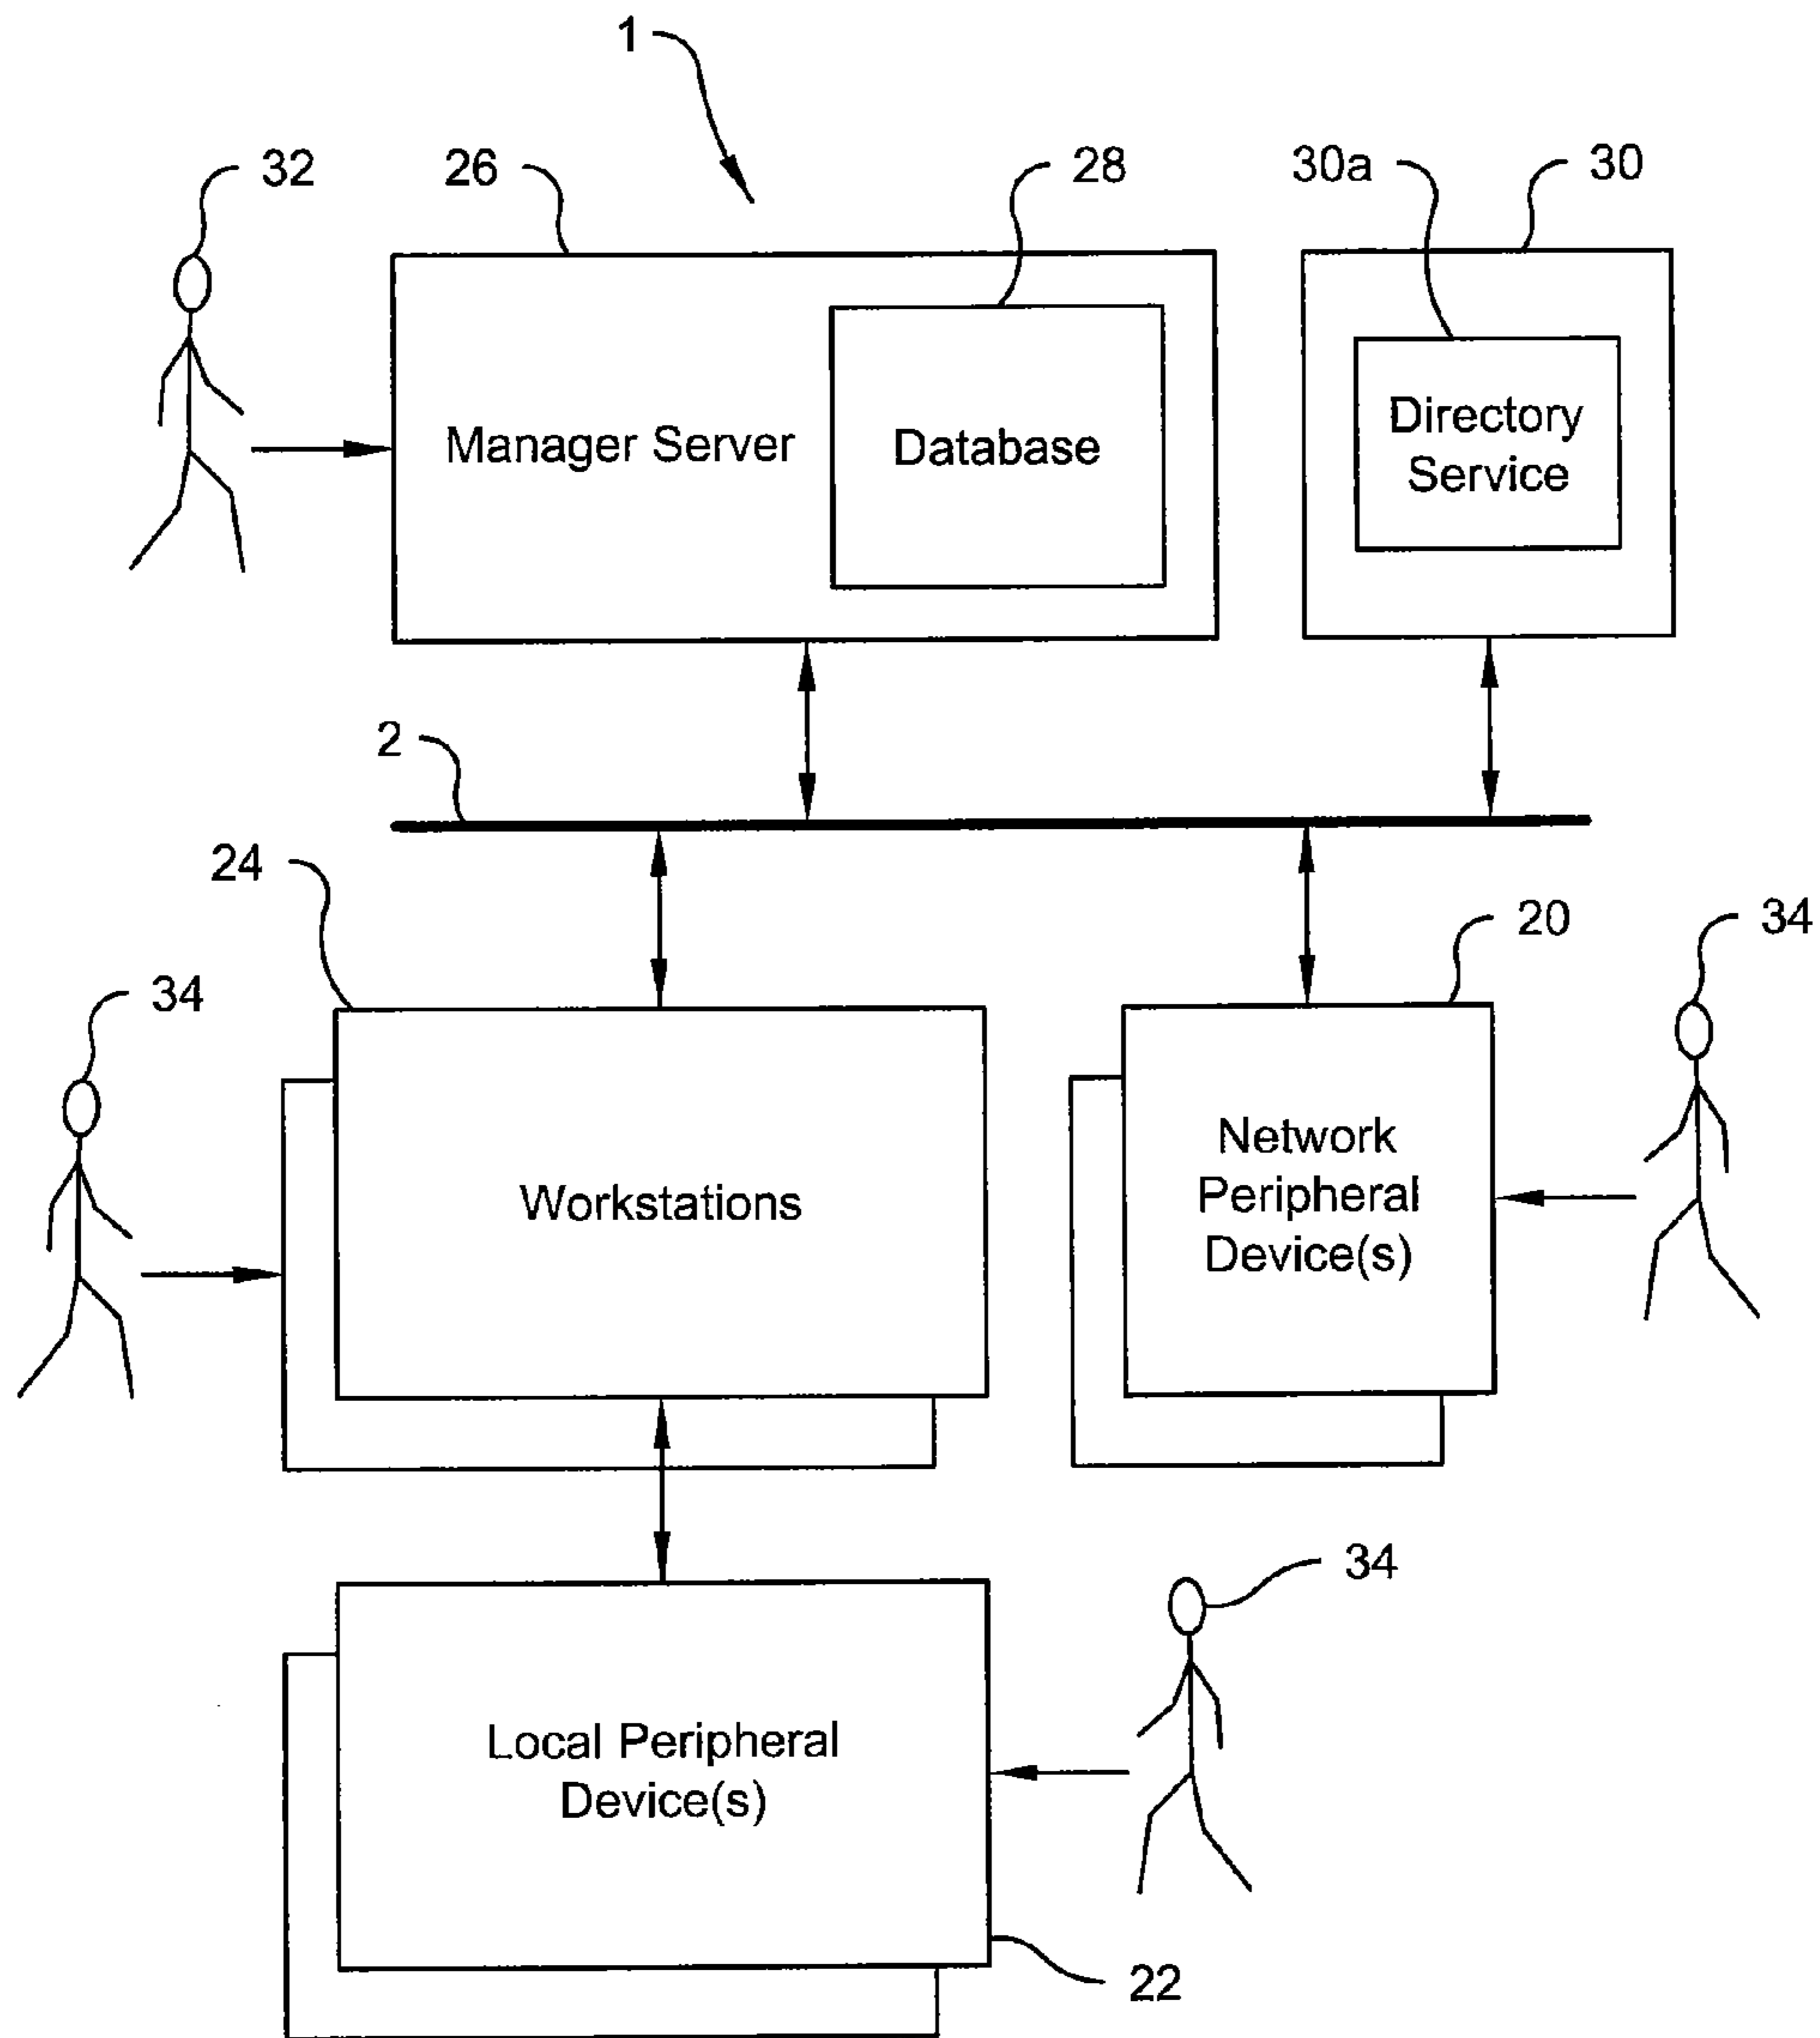 1
32
26
28
30a
30
Manager Server
Database
Directory
Service
2
24
20
34
34
Workstations
Network
Peripheral
Device(s)
34
Local Peripheral
Device(s)
22